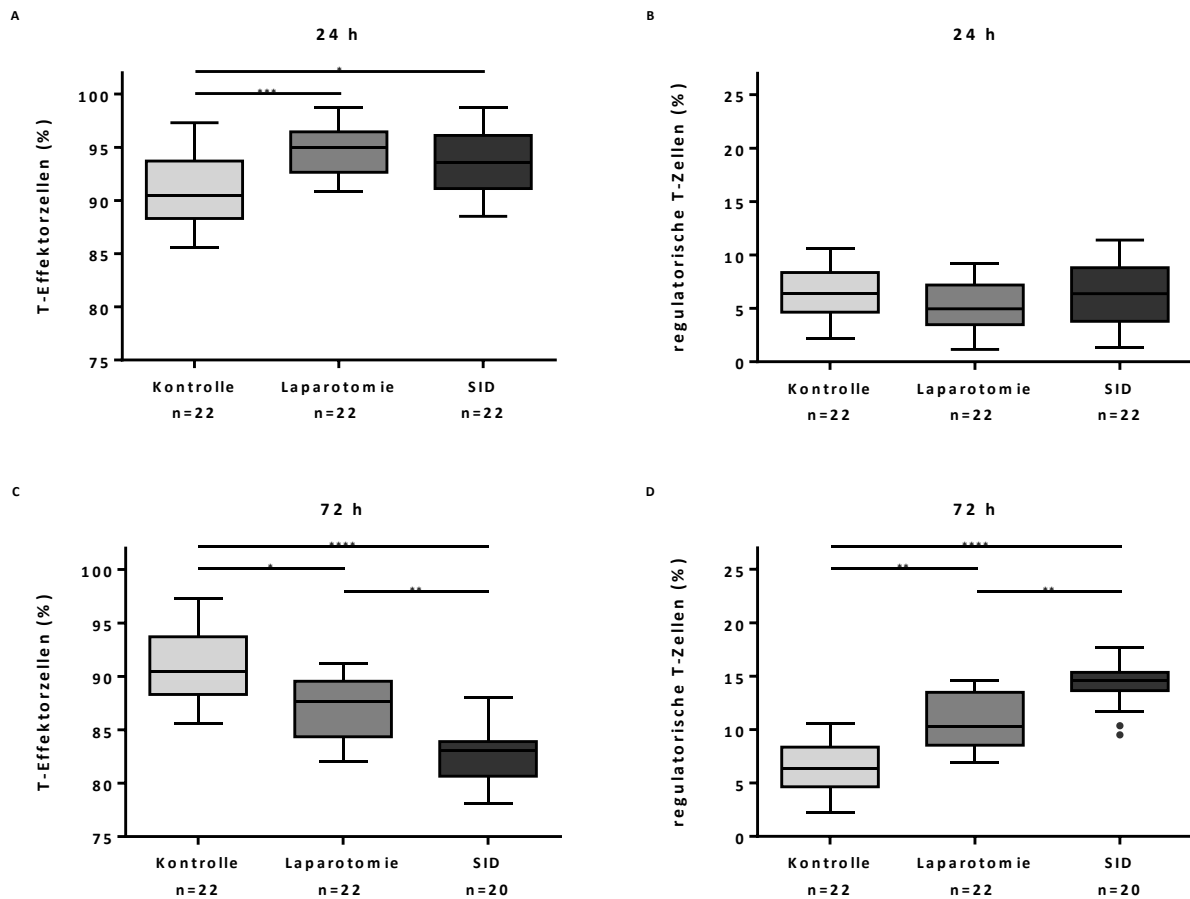 A
24 h
T-Effektorzellen (%)
*
***
100
95
90
85
80
75
Kontrolle
Laparotomie
SID
n=22
n=22
n=22
B
24 h
regulatorische T-Zellen (%)
25
20
15
10
5
0
Kontrolle
Laparotomie
SID
n=22
n=22
n=22
C
72 h
T-Effektorzellen (%)
****
*
**
100
95
90
85
80
75
Kontrolle
Laparotomie
SID
n=22
n=22
n=20
D
72 h
regulatorische T-Zellen (%)
****
**
**
25
20
15
10
5
0
Kontrolle
Laparotomie
SID
n=22
n=22
n=20